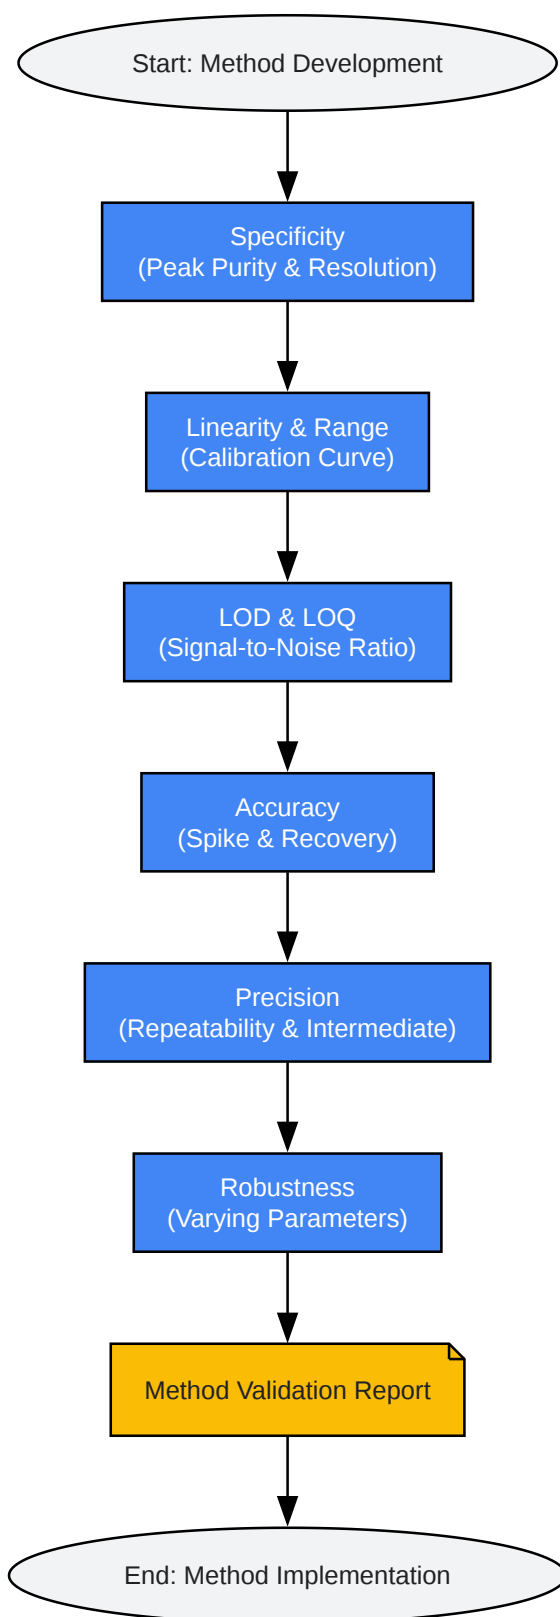 Start: Method Development
Specificity
(Peak Purity & Resolution)
Linearity & Range
(Calibration Curve)
LOD & LOQ
(Signal-to-Noise Ratio)
Accuracy
(Spike & Recovery)
Precision
(Repeatability & Intermediate)
Robustness
(Varying Parameters)
Method Validation Report
End: Method Implementation